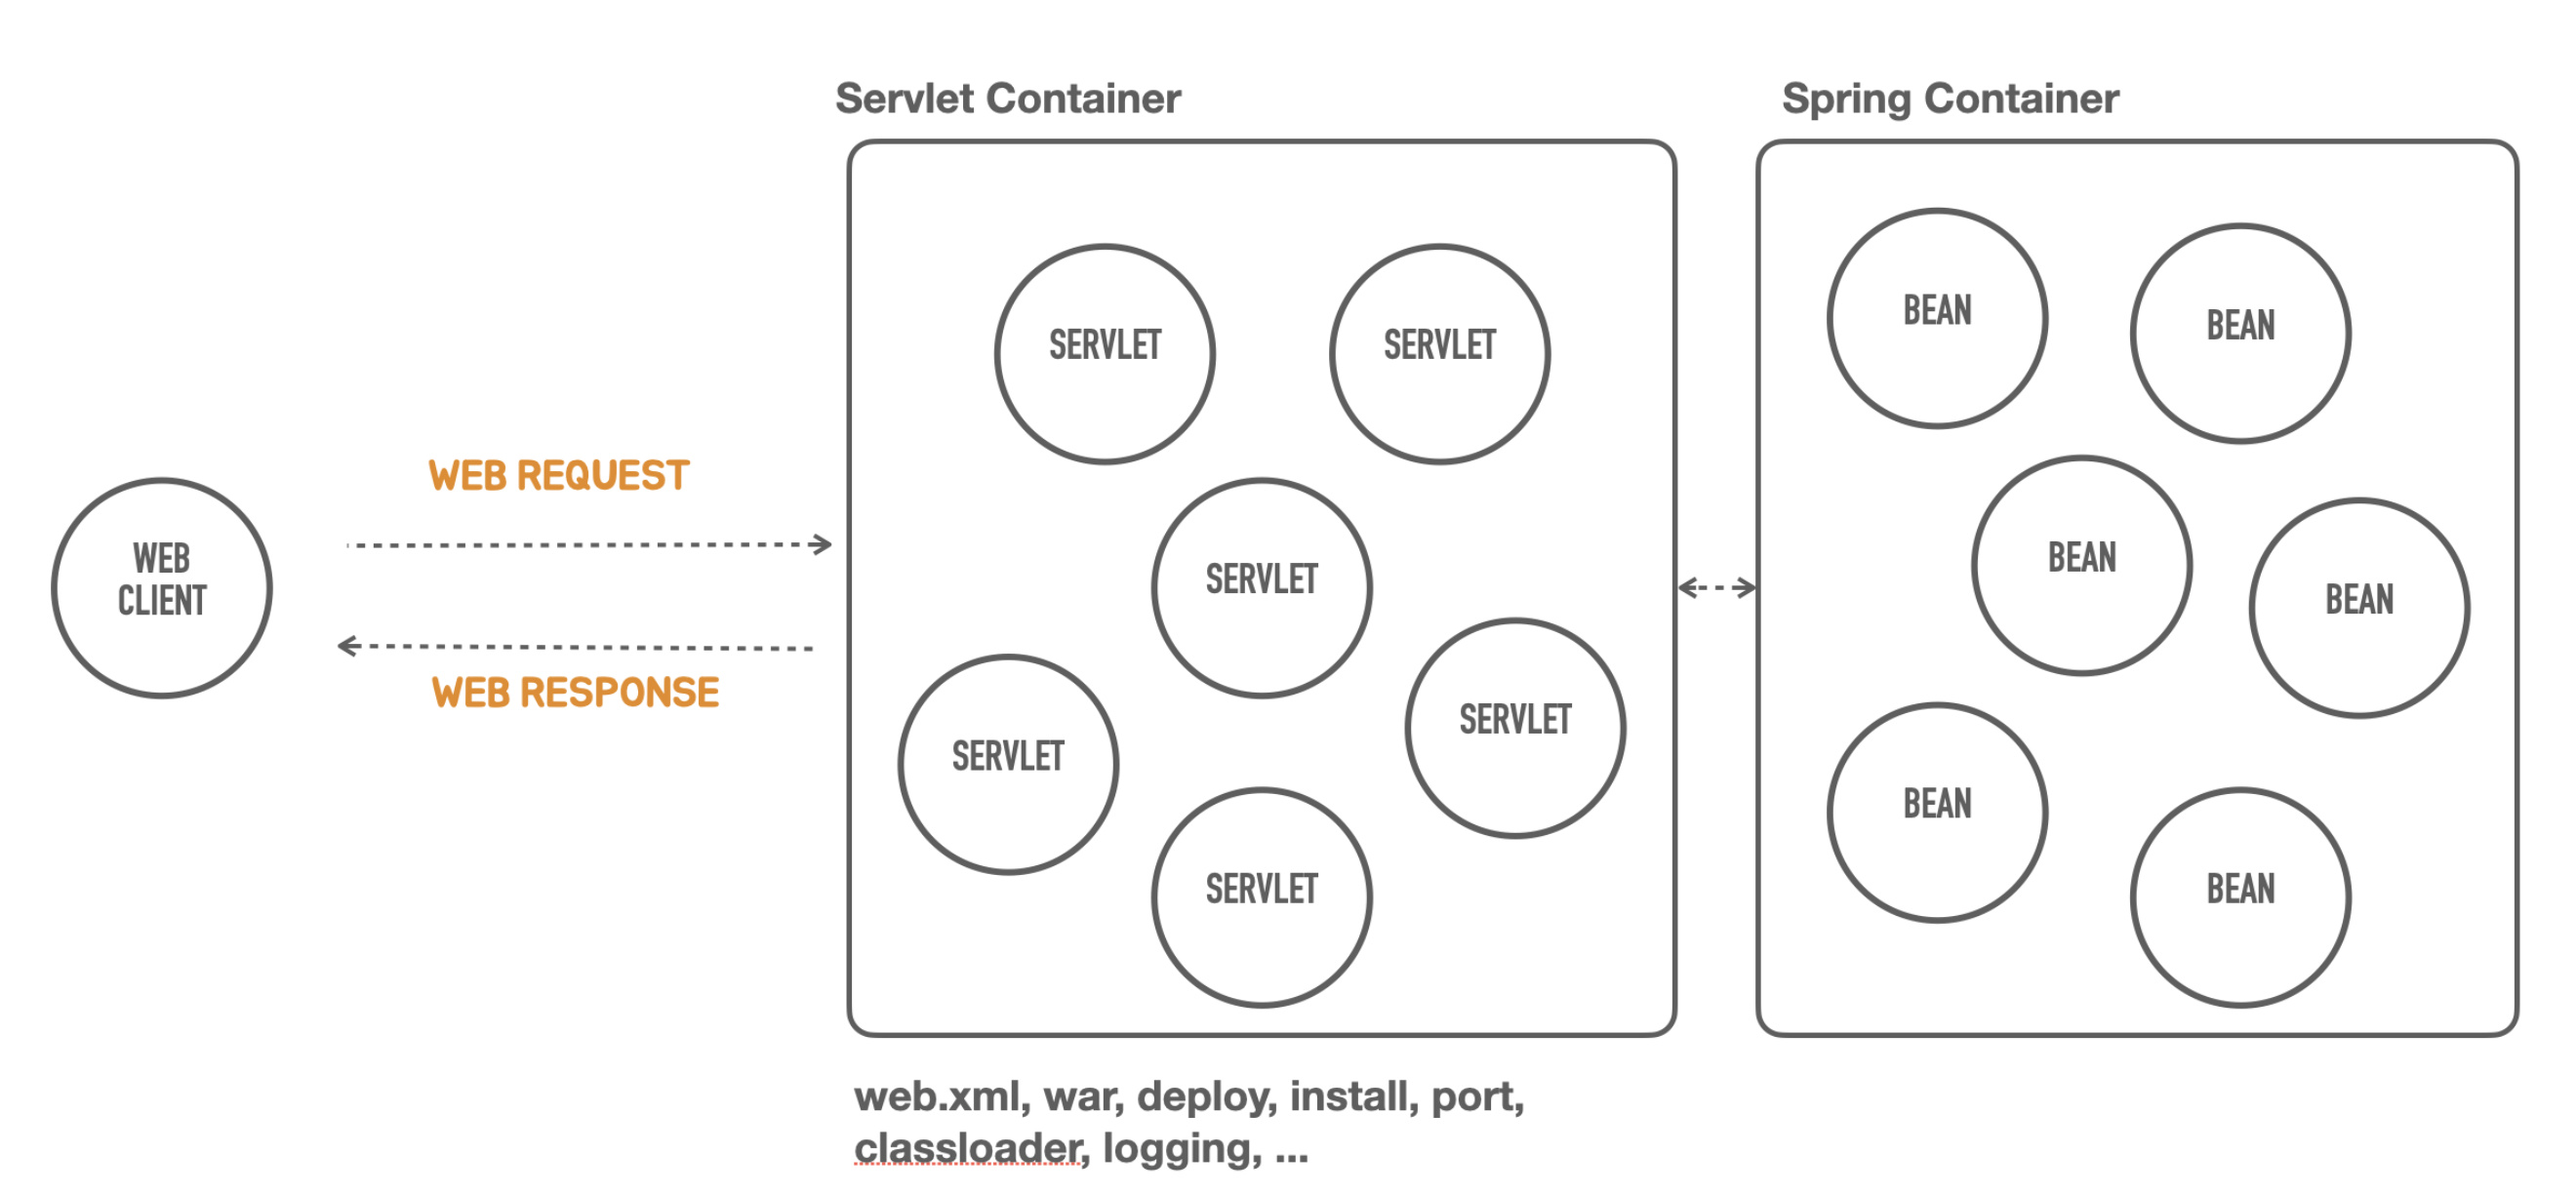 Servlet Container
Spring Container
SERVLET
SERVLET
SERVLET
SERVLET
SERVLET
SERVLET
BEAN
BEAN
BEAN
BEAN
BEAN
BEAN
WEB REQUEST
WEB
CLIENT
WEB RESPONSE
web.xml, war, deploy, install, port,
classloader, logging, ...